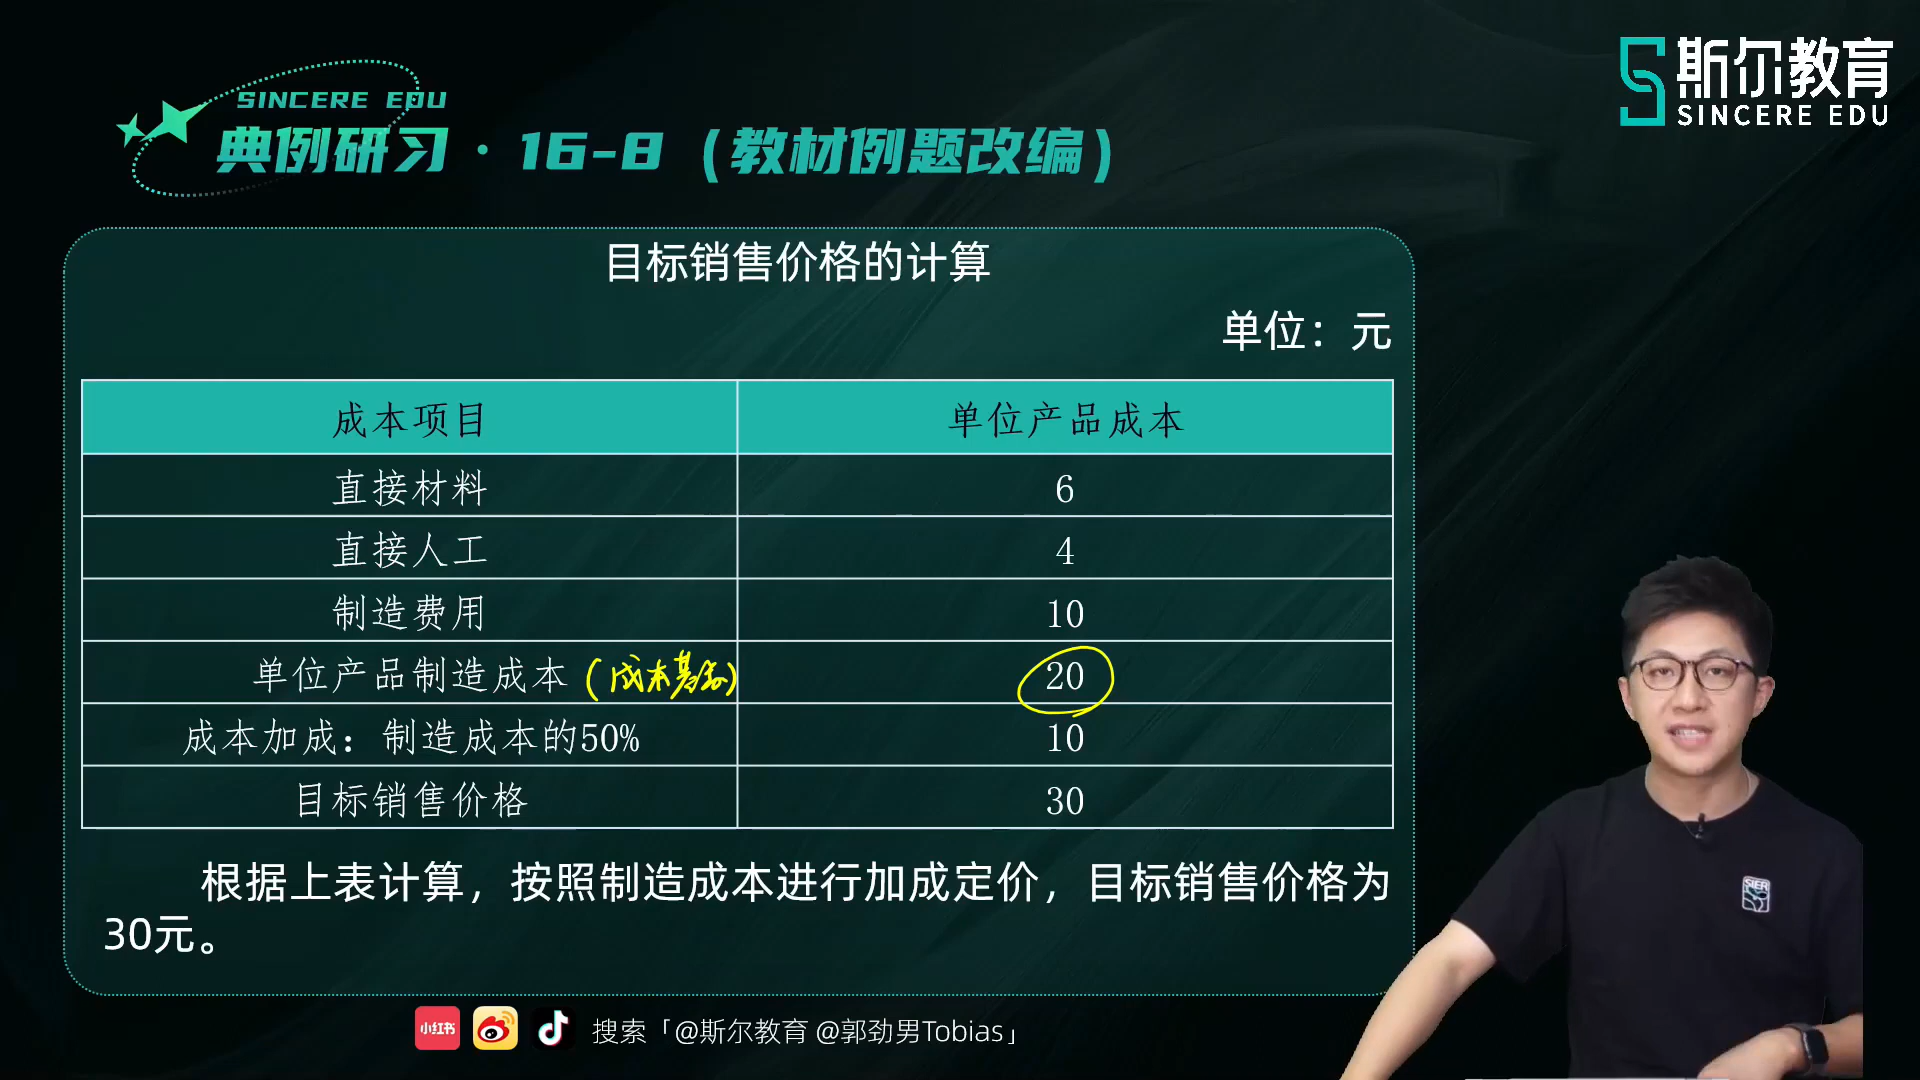 SINCERE EDU
典例研习·16-8（教材例题改编）
斯尔教育
SINCERE EDU
目标销售价格的计算
单位：元
成本项目 单位产品成本
直接材料 6
直接人工 4
制造费用 10
单位产品制造成本（成本基础） 20
成本加成：制造成本的50% 10
目标销售价格 30
根据上表计算，按照制造成本进行加成定价，目标销售价格为
30元。
SIER
小红书 搜索「@斯尔教育 @郭劲男Tobias」